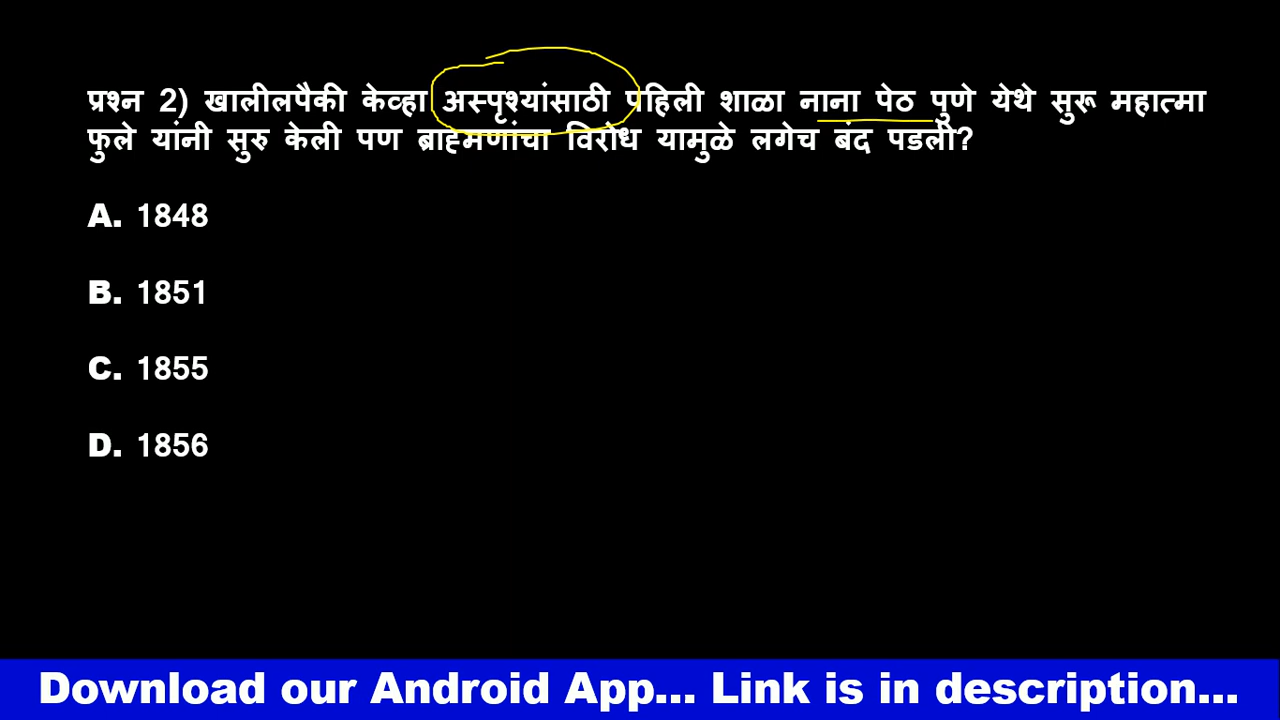 प्रश्न 2) खालीलपैकी केव्हा अस्पृश्यांसाठी पहिली शाळा नाना पेठ पुणे येथे सुरू महात्मा
फुले यांनी सुरु केली पण ब्राह्मणांचा विरोध यामुळे लगेच बंद पडली?
A. 1848
B. 1851
C. 1855
D. 1856
Download our Android App... Link is in description...